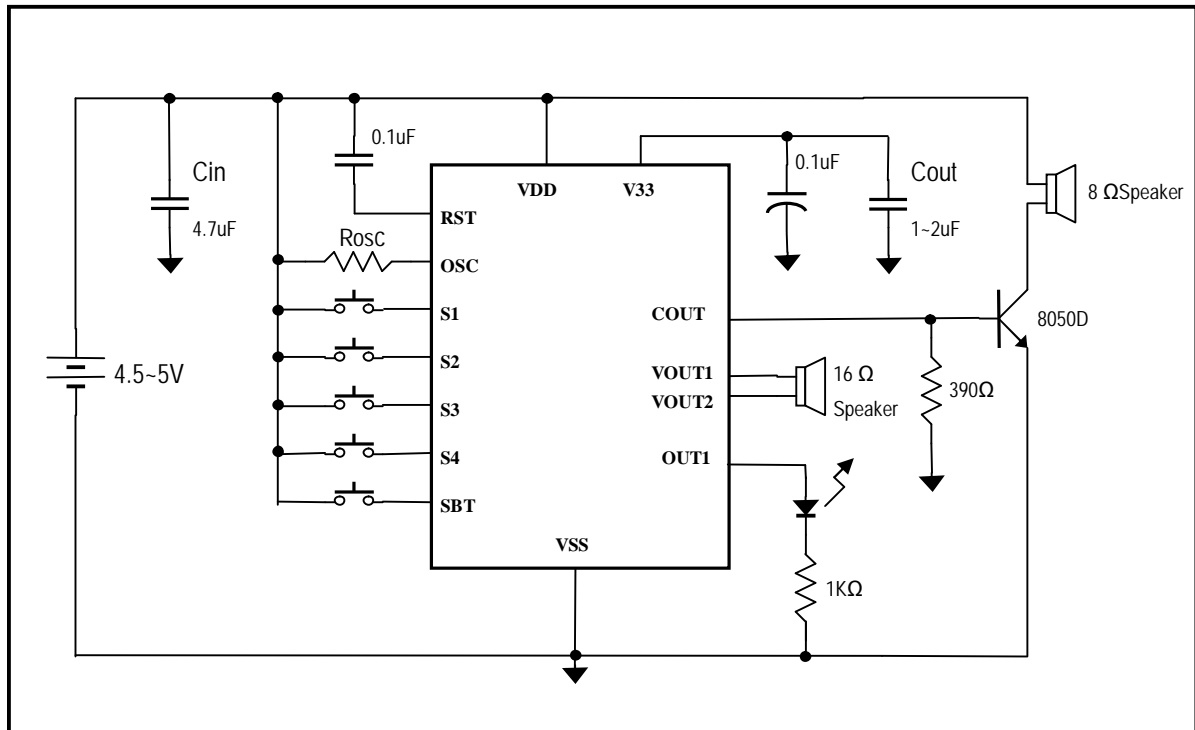 0.1uF
Cin
4.7uF
VDD
V33
0.1uF
Cout
1~2uF
8 ΩSpeaker
RST
Rosc
OSC
S1
COUT
8050D
S2
4.5~5V
VOUT1
16 Ω
VOUT2
Speaker
390Ω
S3
S4
OUT1
SBT
VSS
1KΩ